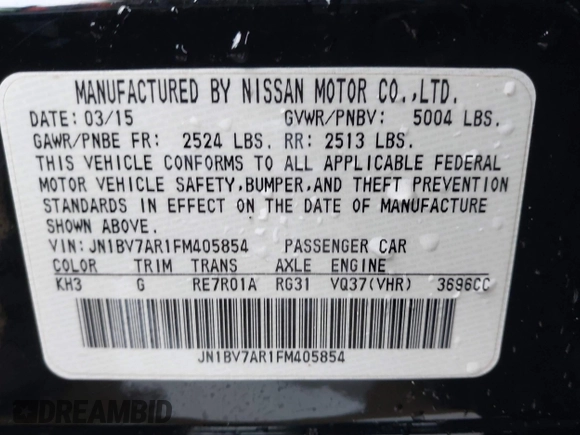 MANUFACTURED BY NISSAN MOTOR CO.,LTD.
DATE: 03/15 GVWR/PNBV: 5004 LBS.
GAWR/PNBE FR: 2524 LBS. RR: 2513 LBS.
THIS VEHICLE CONFORMS TO ALL APPLICABLE FEDERAL
MOTOR VEHICLE SAFETY,BUMPER,AND THEFT PREVENTION
STANDARDS IN EFFECT ON THE DATE OF MANUFACTURE
SHOWN ABOVE.
VIN: JN1BV7AR1FM405854 PASSENGER CAR
COLOR TRIM TRANS AXLE ENGINE
KH3 G RE7R01A RG31 VQ37(VHR) 3696CC
JN1BV7AR1FM405854
DREAMBID